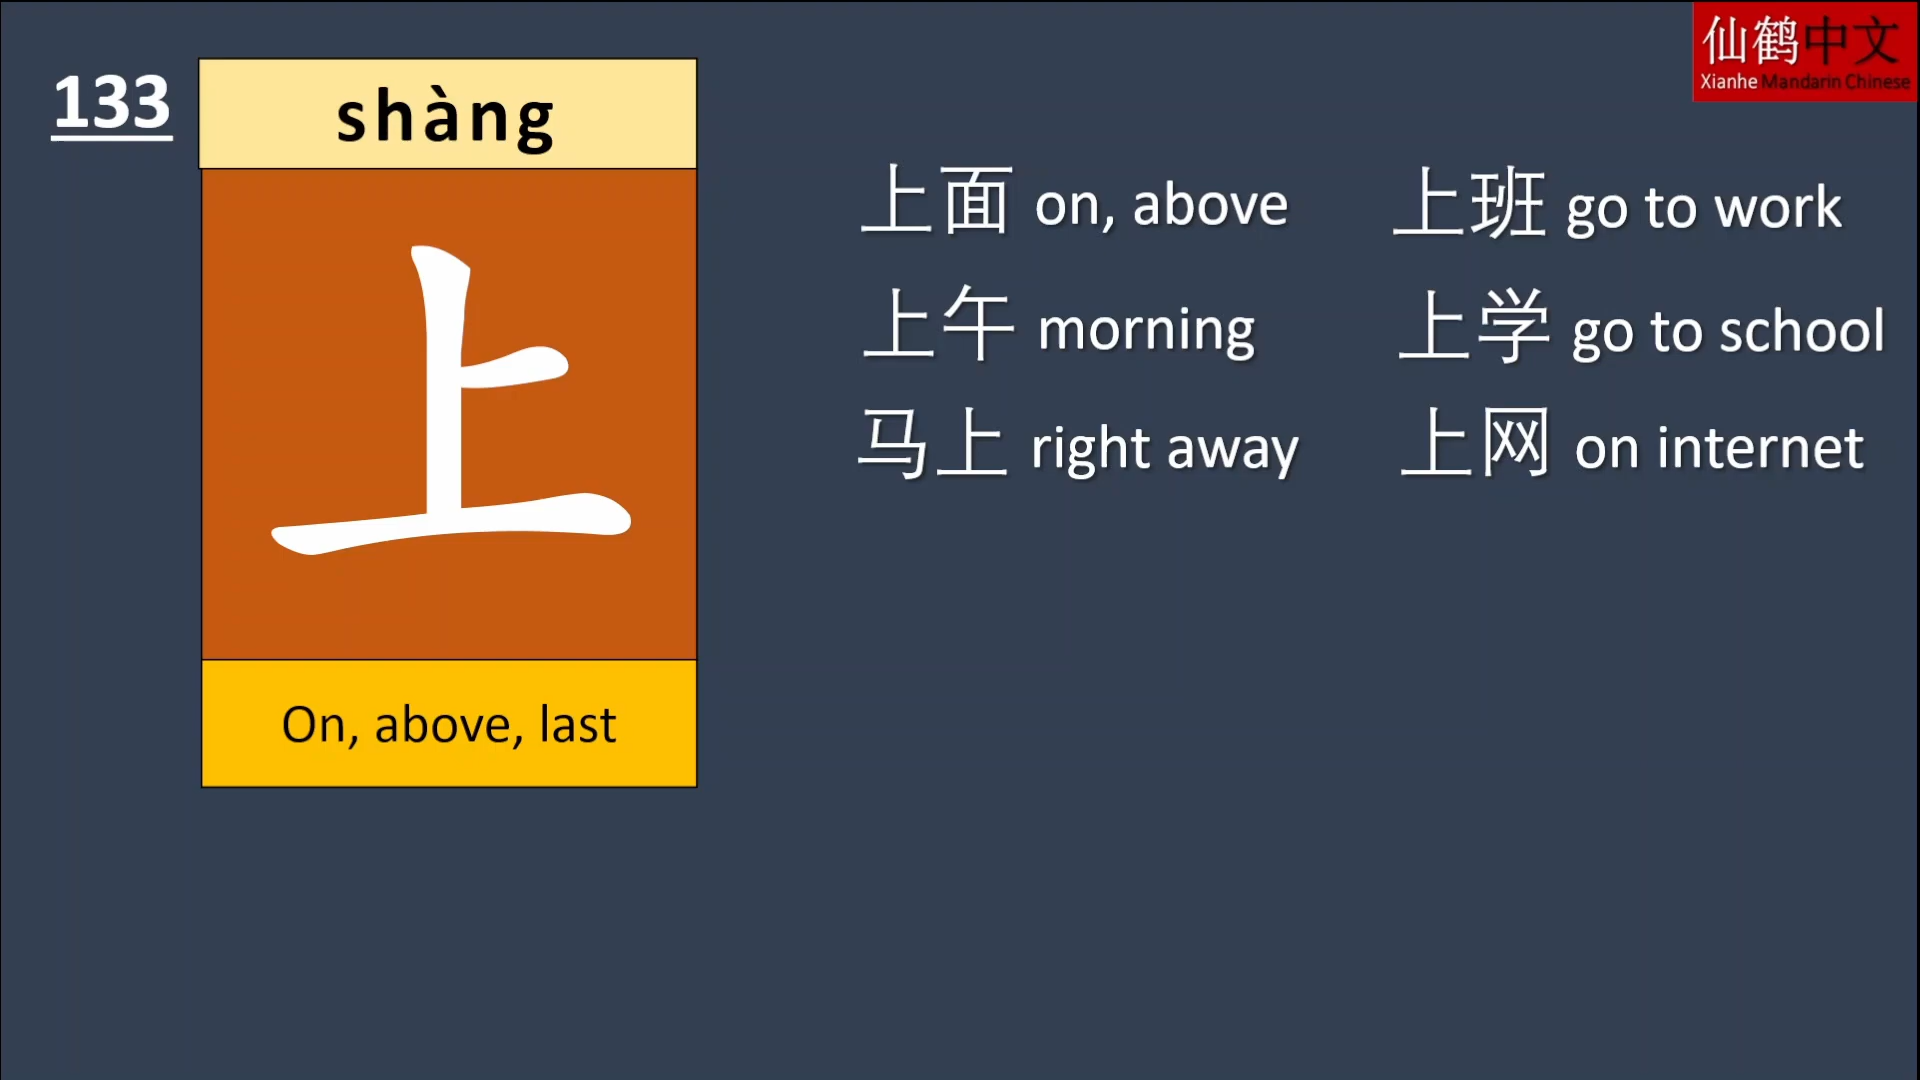 133
shàng
上
On, above, last
上面 on, above
上班 go to work
上午 morning
上学 go to school
马上 right away
上网 on internet
仙鹤中文
Xianhe Mandarin Chinese